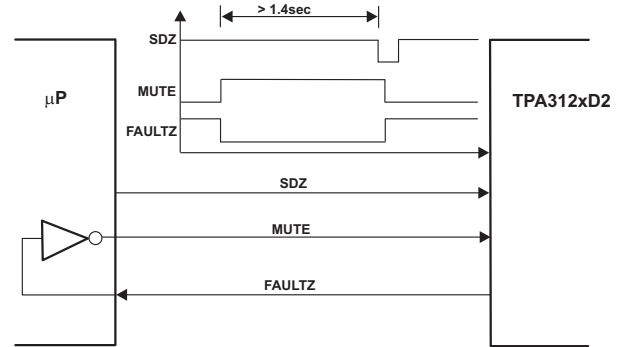 > 1.4sec
SDZ
MUTE
FAULTZ
μP
TPA312xD2
SDZ
MUTE
FAULTZ